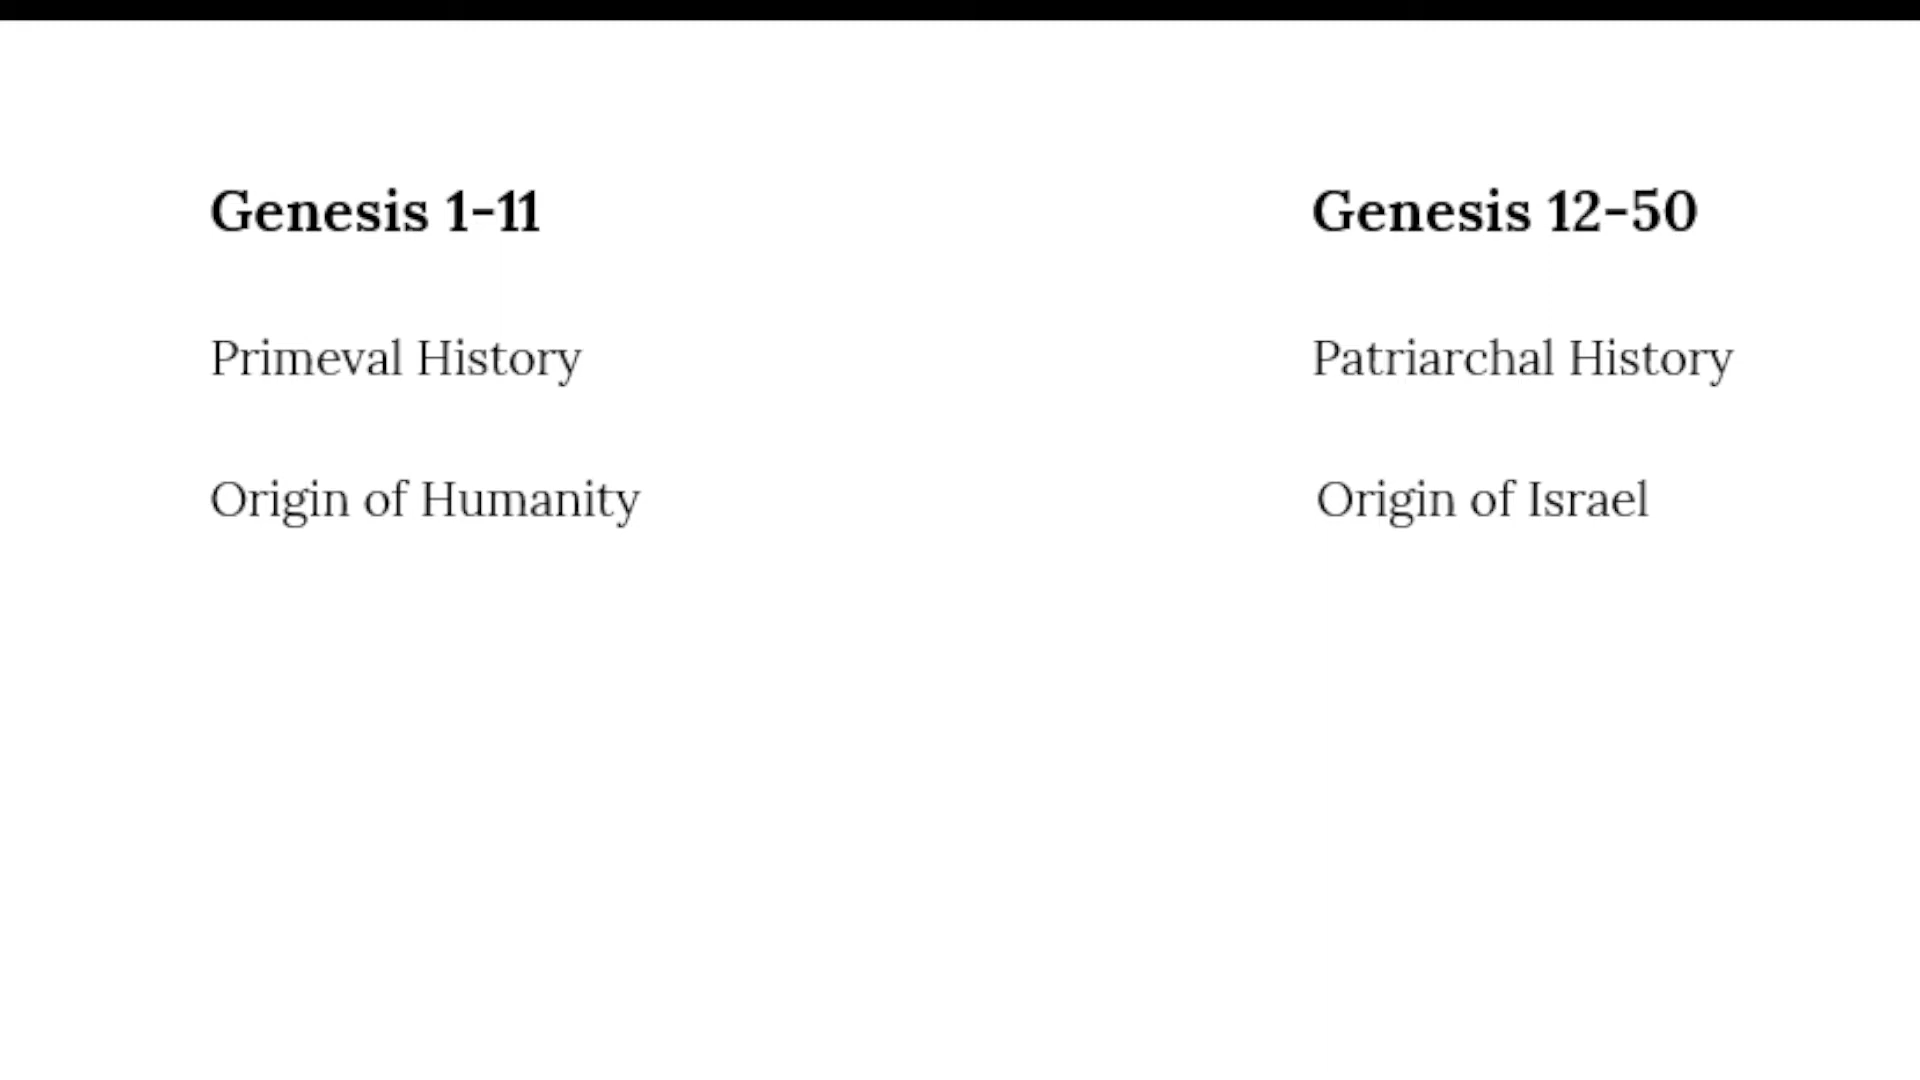 Genesis 1-11
Primeval History
Origin of Humanity
Genesis 12-50
Patriarchal History
Origin of Israel